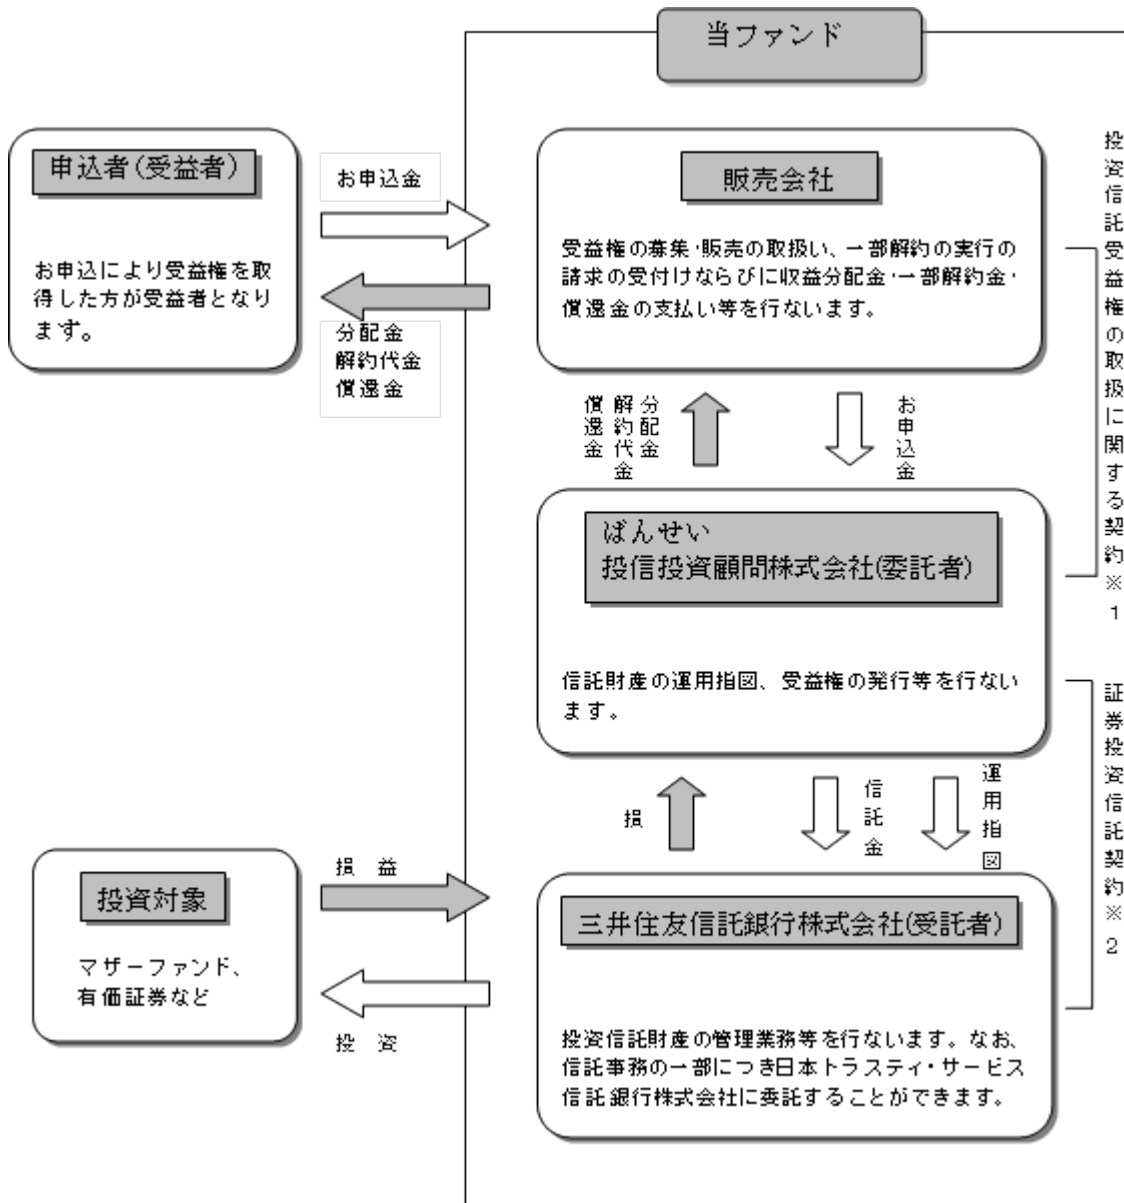 当ファンド
申込者(受益者)
お申込により受益権を取
得した方が受益者となり
ます。
お申込金
分配金
解約代金
償還金
販売会社
受益権の募集・販売の取扱い、一部解約の実行の
請求の受付けならびに収益分配金・一部解約金・
償還金の支払い等を行ないます。
分配金
解約代金
償還金
お申込金
投資信託受益権の取扱に関する契約※1
ばんせい
投信投資顧問株式会社(委託者)
信託財産の運用指図、受益権の発行等を行ない
ます。
損
信託金
運用指図
証券投資信託契約※2
投資対象
マザーファンド、
有価証券など
損 益
投 資
三井住友信託銀行株式会社(受託者)
投資信託財産の管理業務等を行ないます。なお、
信託事務の一部につき日本トラスティ・サービス
信託銀行株式会社に委託することができます。